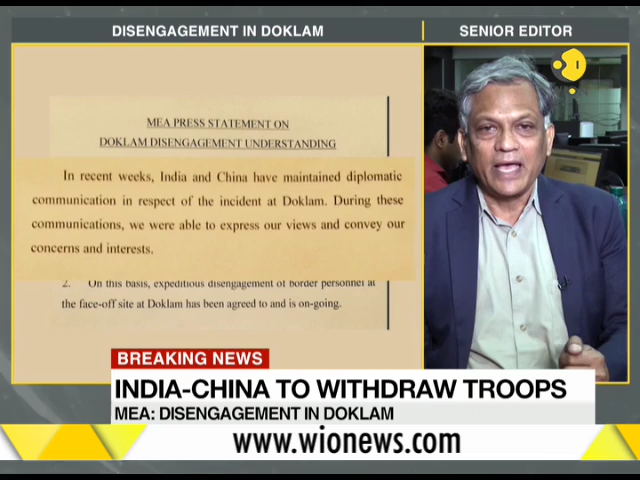 DISENGAGEMENT IN DOKLAM
SENIOR EDITOR
MEA PRESS STATEMENT ON
DOKLAM DISENGAGEMENT UNDERSTANDING
In recent weeks, India and China have maintained diplomatic
communication in respect of the incident at Doklam. During these
communications, we were able to express our views and convey our
concerns and interests.
2. On this basis, expeditious disengagement of border personnel at
the face-off site at Doklam has been agreed to and is on-going.
BREAKING NEWS
INDIA-CHINA TO WITHDRAW TROOPS
MEA: DISENGAGEMENT IN DOKLAM
www.wionews.com